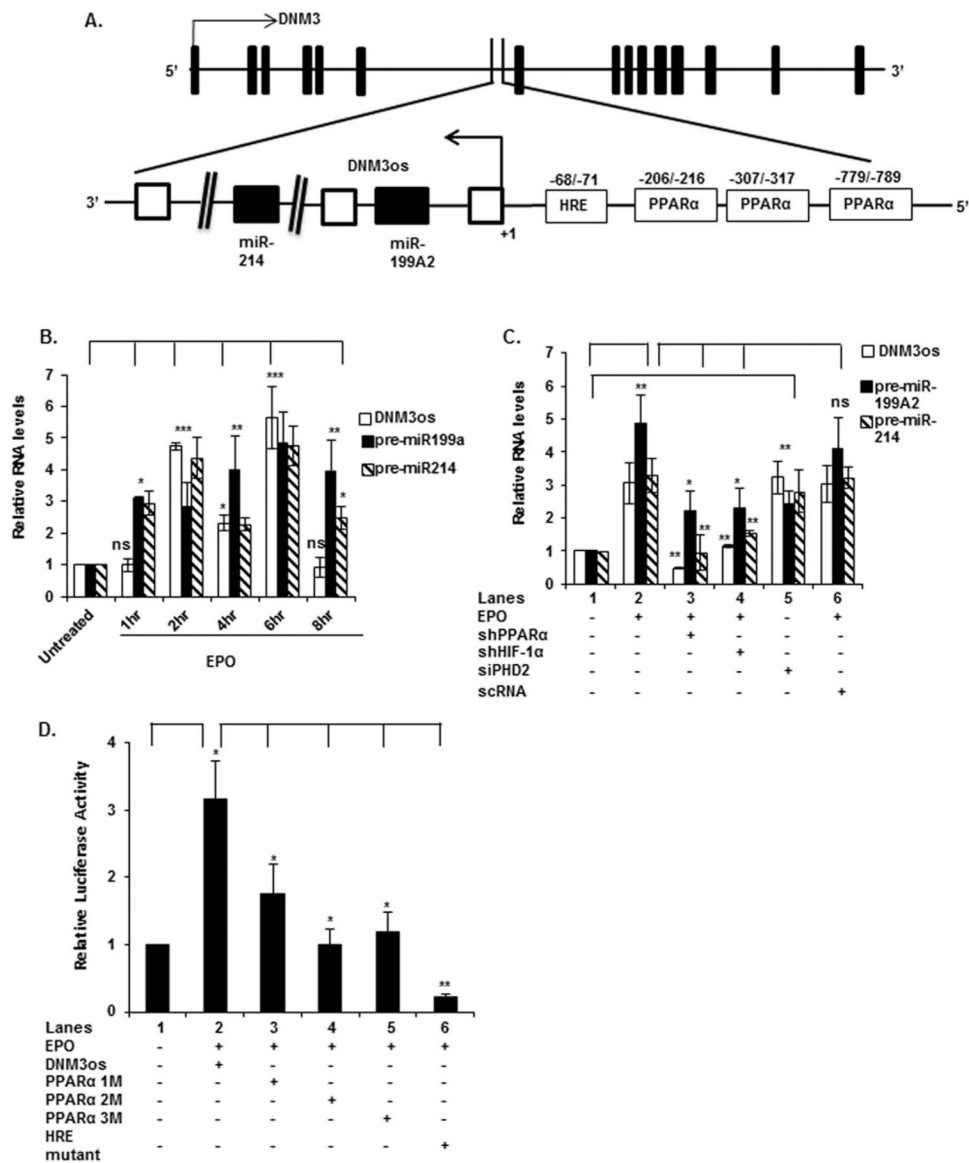 A.
DNM3
5’
3’
DNM3os
-68/-71
-206/-216
-307/-317
-779/-789
3’
HRE
PPARα
PPARα
PPARα
5’
+1
miR-
214
miR-
199A2
B.
Relative RNA levels
7
6
5
4
3
2
1
0
ns
*
***
*
**
***
ns
**
*
DNM3os
pre-miR199a
pre-miR214
Untreated
1hr
2hr
4hr
6hr
8hr
EPO
C.
Relative RNA levels
7
6
5
4
3
2
1
0
**
**
*
**
**
*
**
**
ns
DNM3os
pre-miR-
199A2
pre-miR-
214
Lanes 1 2 3 4 5 6
EPO - + + + - +
shPPARα - - + - - -
shHIF-1α - - - + - -
siPHD2 - - - - + -
scRNA - - - - - +
D.
Relative Luciferase Activity
4
3
2
1
0
*
*
*
*
**
Lanes 1 2 3 4 5 6
EPO - + + + + +
DNM3os - + - - - -
PPARα 1M - - + - - -
PPARα 2M - - - + - -
PPARα 3M - - - - + -
HRE
mutant - - - - - +